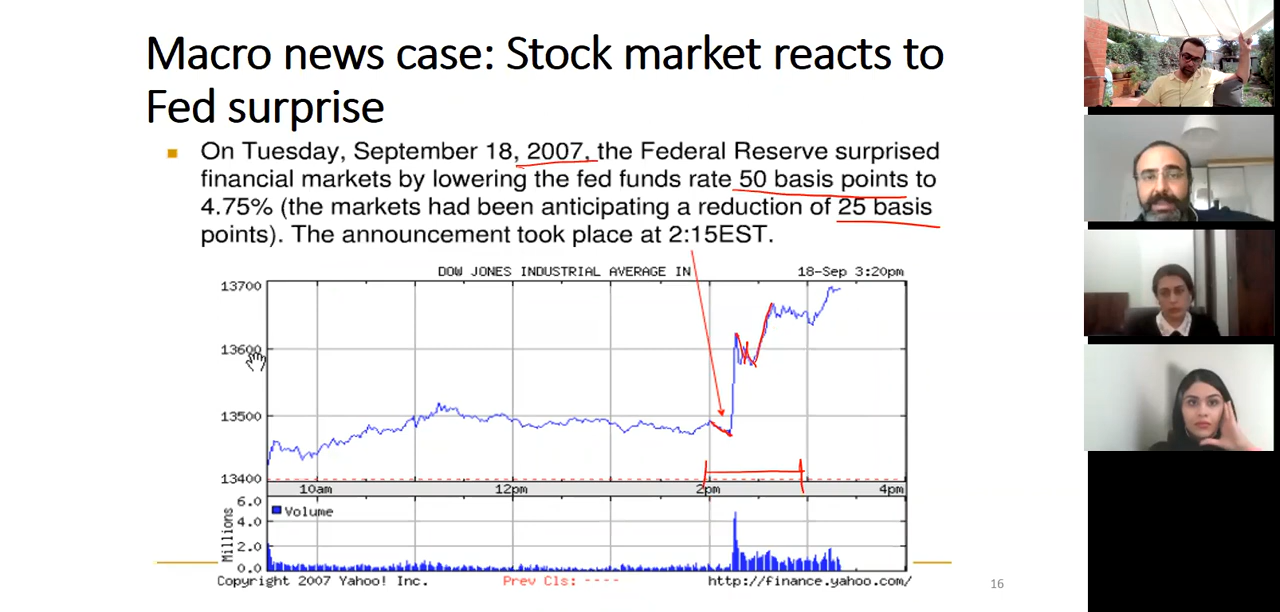 Macro news case: Stock market reacts to
Fed surprise
On Tuesday, September 18, 2007, the Federal Reserve surprised
financial markets by lowering the fed funds rate 50 basis points to
4.75% (the markets had been anticipating a reduction of 25 basis
points). The announcement took place at 2:15EST.
DOW JONES INDUSTRIAL AVERAGE IN 18-Sep 3:20pm
13700
13600
13500
13400
10am 12pm 2pm 4pm
6.0
Volume
4.0
Millions
2.0
0.0
Copyright 2007 Yahoo! Inc. Prev Cls: ---- http://finance.yahoo.com/
16